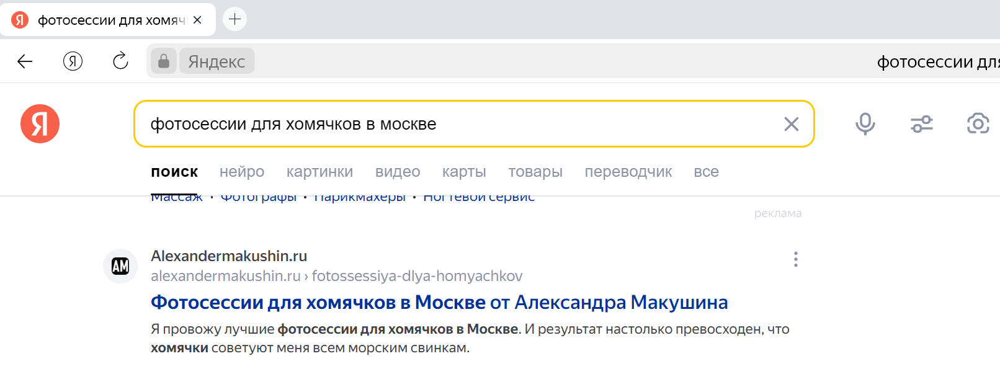 Я фотосессии для хомяч
Я Яндекс фотосессии для
Я фотосессии для хомячков в москве
поиск нейро картинки видео карты товары переводчик все
Массаж · Фотографы · Парикмахеры · Ногтевой сервис
реклама
AM Alexandermakushin.ru
alexandermakushin.ru › fotossessiya-dlya-homyachkov
Фотосессии для хомячков в Москве от Александра Макушина
Я провожу лучшие фотосессии для хомячков в Москве. И результат настолько превосходен, что
хомячки советуют меня всем морским свинкам.